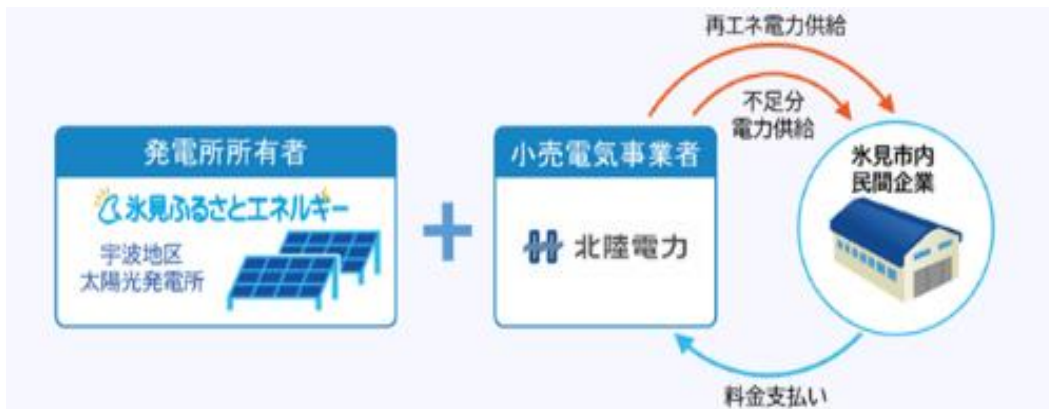 再エネ電力供給
不足分
電力供給
発電所所有者
氷見ふるさとエネルギー
宇波地区
太陽光発電所
小売電気事業者
北陸電力
氷見市内
民間企業
料金支払い